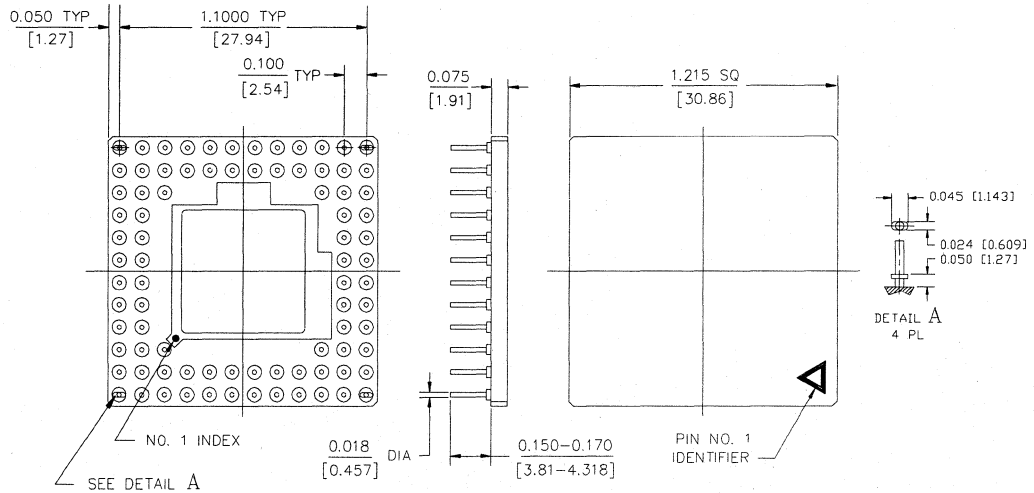 0.050 TYP
[1.27]
1.1000 TYP
[27.94]
0.100 TYP
[2.54]
0.075
[1.91]
1.215 SQ
[30.86]
0.045 [1.143]
0.024 [0.609]
0.050 [1.27]
DETAIL A
4 PL
NO. 1 INDEX
SEE DETAIL A
0.018 DIA
[0.457]
0.150-0.170
[3.81-4.318]
PIN NO. 1
IDENTIFIER